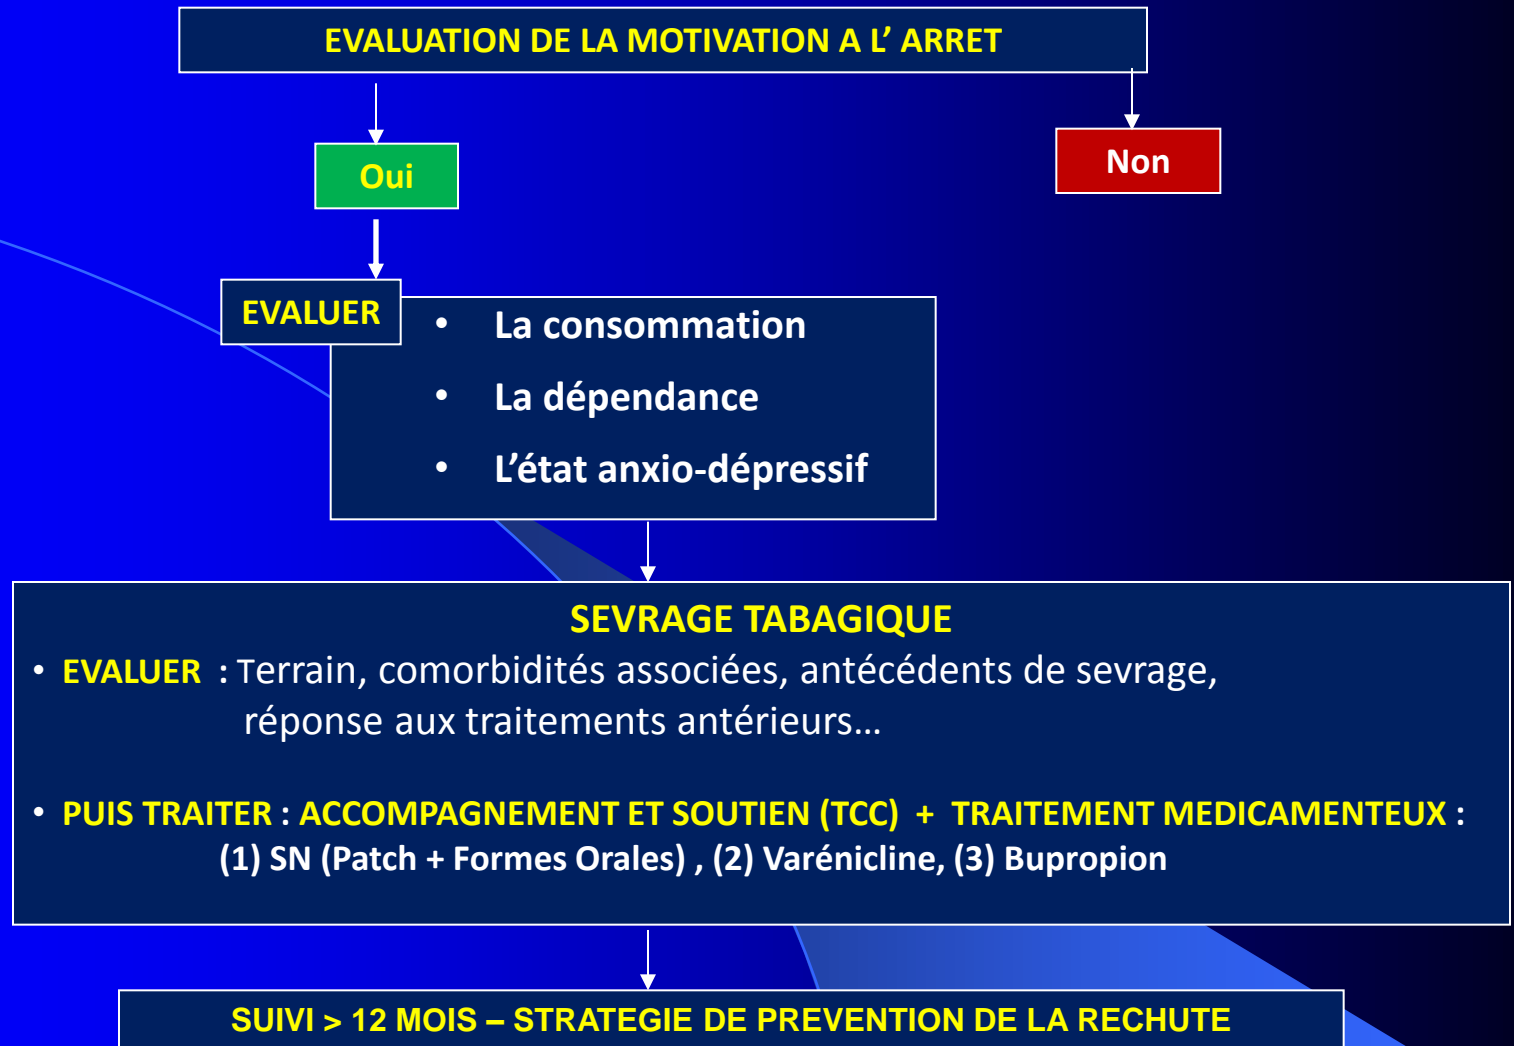 EVALUATION DE LA MOTIVATION A L’ ARRET
Oui
Non
EVALUER
• La consommation
• La dépendance
• L’état anxio-dépressif
SEVRAGE TABAGIQUE
• EVALUER : Terrain, comorbidités associées, antécédents de sevrage,
réponse aux traitements antérieurs…
• PUIS TRAITER : ACCOMPAGNEMENT ET SOUTIEN (TCC) + TRAITEMENT MEDICAMENTEUX :
(1) SN (Patch + Formes Orales) , (2) Varénicline, (3) Bupropion
SUIVI > 12 MOIS – STRATEGIE DE PREVENTION DE LA RECHUTE